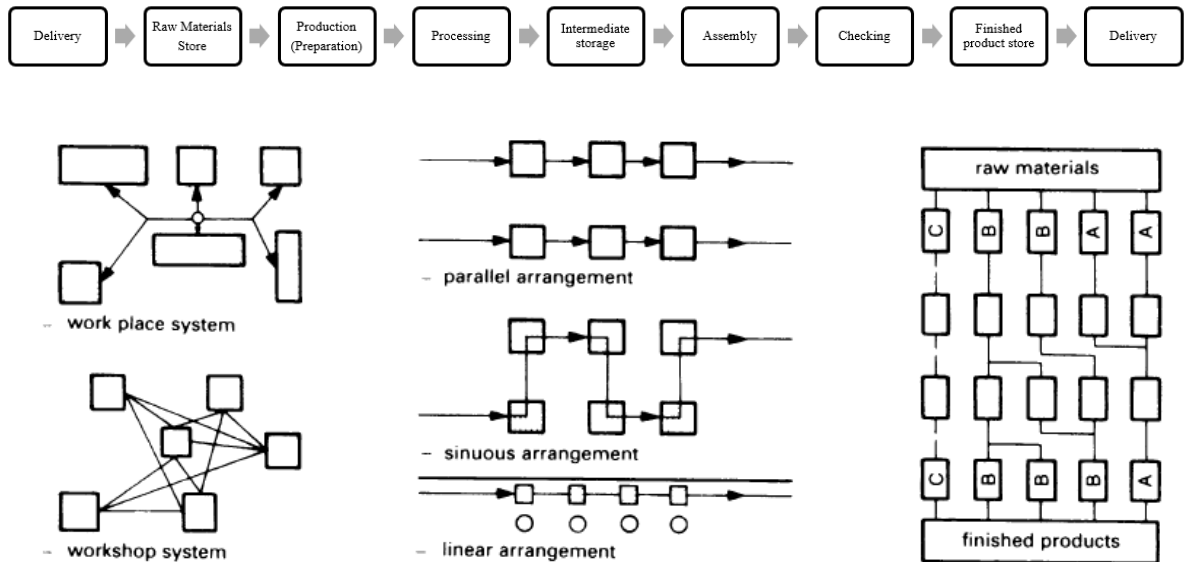 Delivery
Raw Materials
Store
Production
(Preparation)
Processing
Intermediate
storage
Assembly
Checking
Finished
product store
Delivery
– work place system
– workshop system
– parallel arrangement
– sinuous arrangement
– linear arrangement
raw materials
C B B A A
C B B B A
finished products